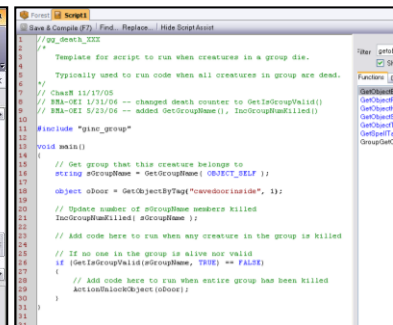 Forest Script1
Save & Compile (F7) Find... Replace... Hide Script Assist
1 //gg_death_XXX
2 /*
3 Template for script to run when creatures in a group die.
4
5 Typically used to run code when all creatures in group are dead.
6 */
7 // ChazM 11/17/05
8 // BMA-OEI 1/31/06 -- changed death counter to GetIsGroupValid()
9 // BMA-OEI 5/23/06 -- added GetGroupName(), IncGroupNumKilled()
10
11 #include "ginc_group"
12
13 void main()
14 {
15 // Get group that this creature belongs to
16 string sGroupName = GetGroupName( OBJECT_SELF );
17
18 object oDoor = GetObjectByTag("cavedoorinside", 1);
19
20 // Update number of sGroupName members killed
21 IncGroupNumKilled( sGroupName );
22
23 // Add code here to run when any creature in the group is killed
24
25 // If no one in the group is alive nor valid
26 if (GetIsGroupValid(sGroupName, TRUE) == FALSE)
27 {
28 // Add code here to run when entire group has been killed
29 ActionUnlockObject(oDoor);
30 }
31 }
Filter getob
Functions
GetObjectB
GetObject
GetObjectS
GetObjectT
GetSpellTa
GroupGetO